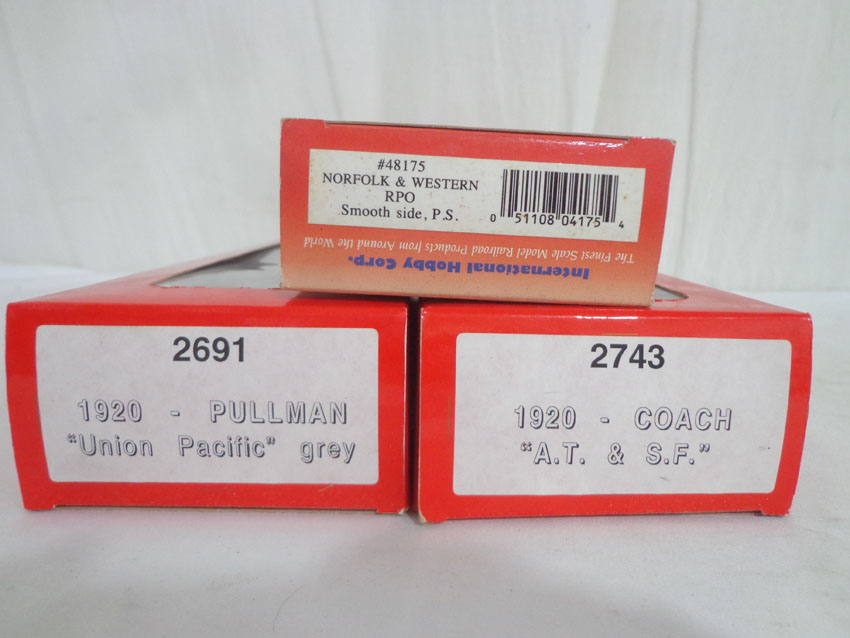 #48175
NORFOLK & WESTERN
RPO
Smooth side, P.S.
0 51108 04175 4
The Finest Scale Model Railroad Products from Around the World
International Hobby Corp.
2691
1920 - PULLMAN
"Union Pacific" grey
2743
1920 - COACH
"A.T. & S.F."